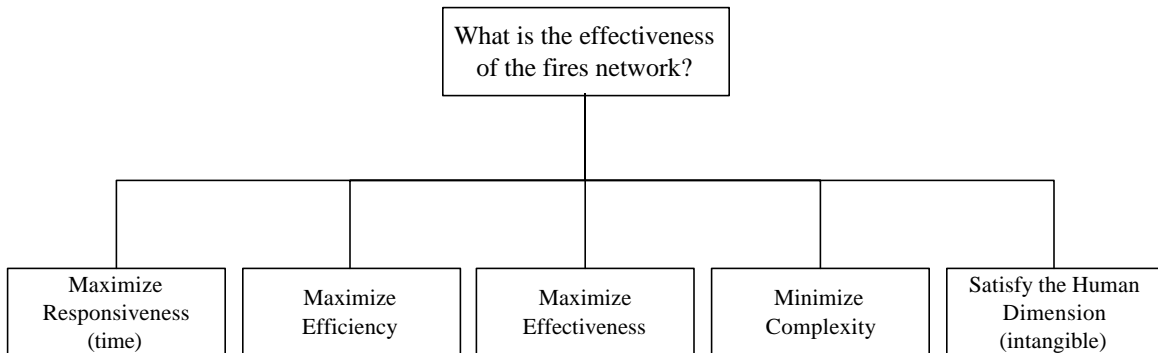 What is the effectiveness
of the fires network?
Maximize
Responsiveness
(time)
Maximize
Efficiency
Maximize
Effectiveness
Minimize
Complexity
Satisfy the Human
Dimension
(intangible)